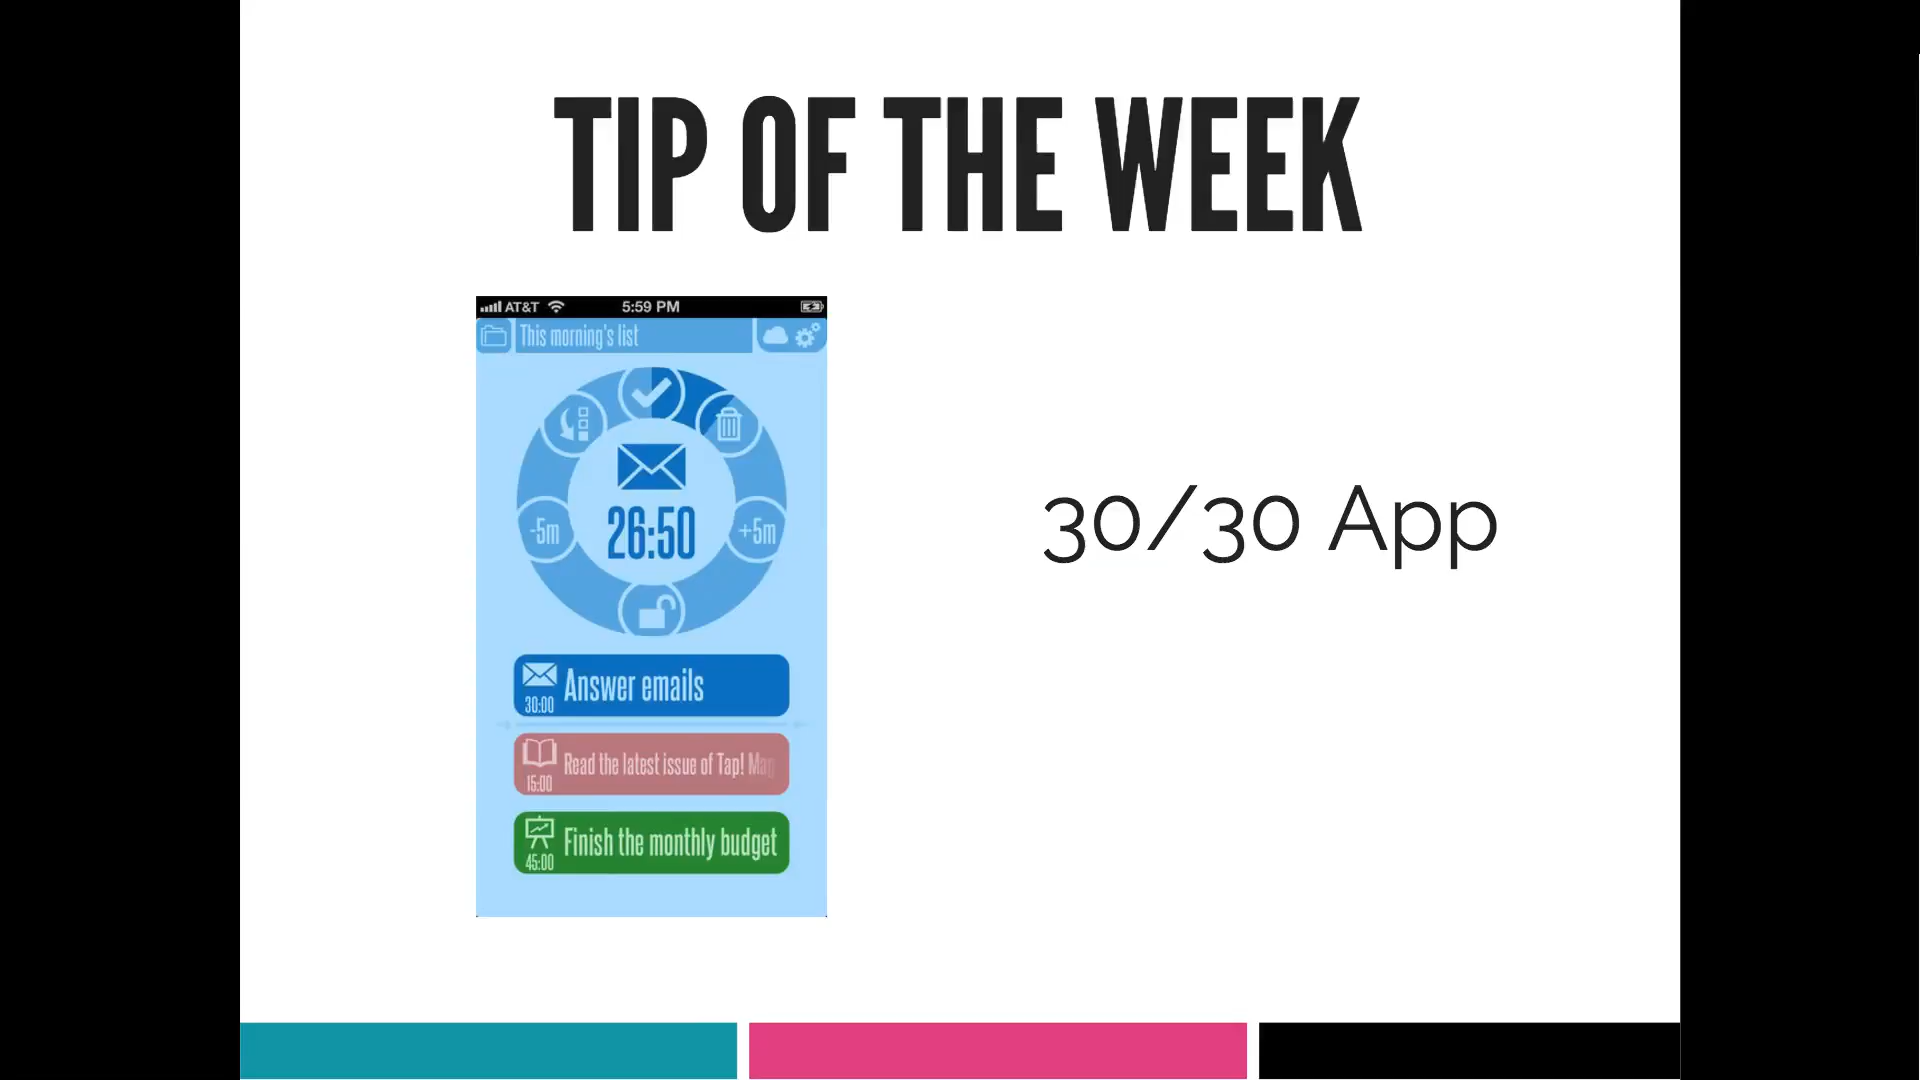 TIP OF THE WEEK
AT&T 5:59 PM
This morning's list
-5m
26:50
+5m
Answer emails
30:00
Read the latest issue of Tap! Mag
15:00
Finish the monthly budget
45:00
30/30 App